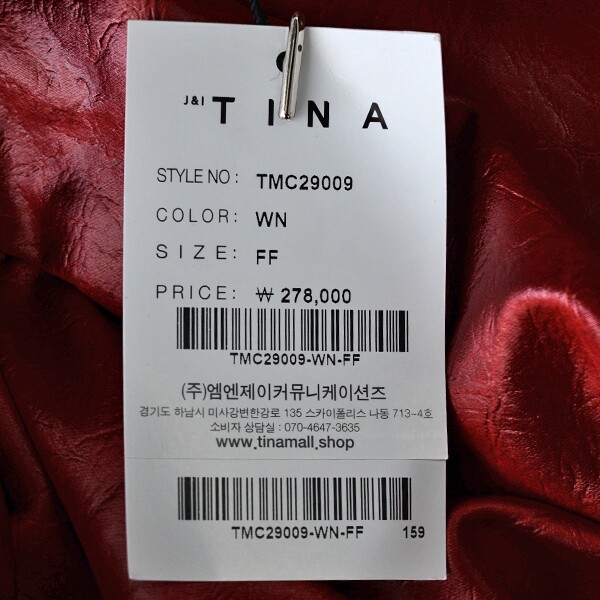 J&I TINA
STYLE NO: TMC29009
COLOR: WN
SIZE: FF
PRICE: ₩ 278,000
TMC29009-WN-FF
(주)엠엔제이커뮤니케이션즈
경기도 하남시 미사강변한강로 135 스카이폴리스 나동 713~4호
소비자 상담실 : 070-4647-3635
www.tinamall.shop
TMC29009-WN-FF 159